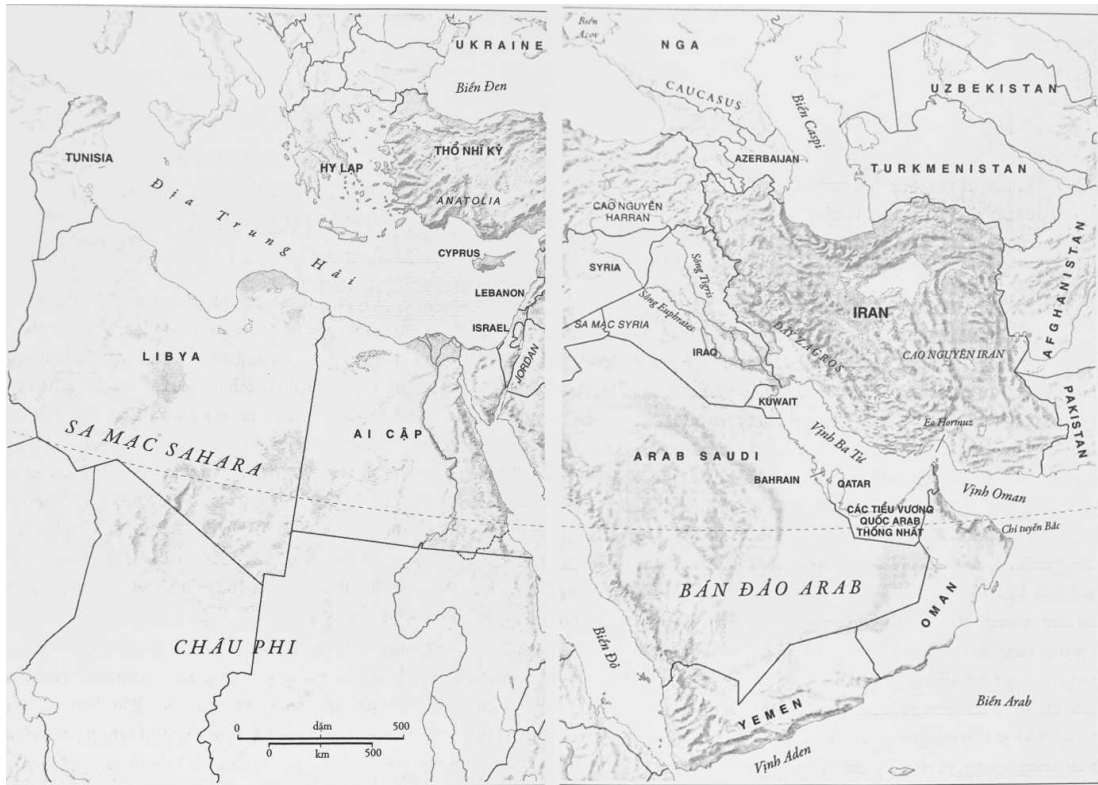 UKRAINE
Biển Đen
TUNISIA
HY LẠP
THỔ NHĨ KỲ
ANATOLIA
Địa Trung Hải
CYPRUS
LEBANON
ISRAEL
JORDAN
LIBYA
AI CẬP
SA MẠC SAHARA
CHÂU PHI
0 dặm 500
0 km 500
Biển
Azov
NGA
CAUCASUS
Biển Caspi
UZBEKISTAN
AZERBAIJAN
TURKMENISTAN
CAO NGUYÊN
HARRAN
SYRIA
Sông Tigris
Sông Euphrates
SA MẠC SYRIA
IRAQ
DÃY ZAGROS
IRAN
CAO NGUYÊN IRAN
AFGHANISTAN
PAKISTAN
KUWAIT
Vịnh Ba Tư
Eo Hormuz
ARAB SAUDI
BAHRAIN
QATAR
Vịnh Oman
CÁC TIỂU VƯƠNG
QUỐC ARAB
THỐNG NHẤT
Chí tuyến Bắc
BÁN ĐẢO ARAB
OMAN
Biển Đỏ
YEMEN
Biển Arab
Vịnh Aden